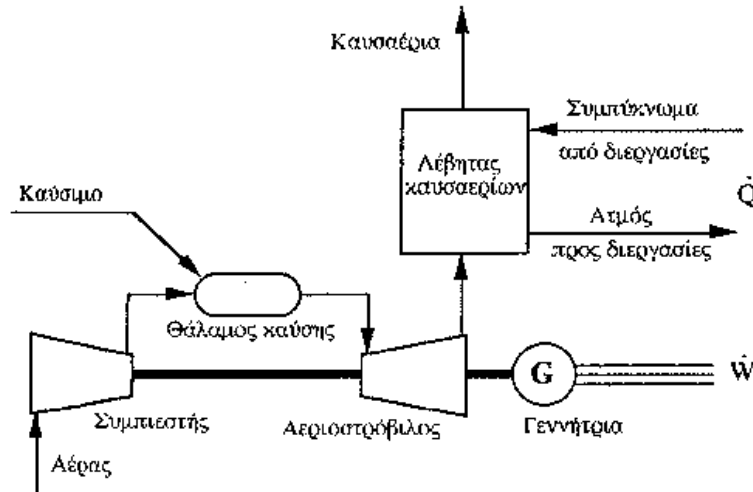 Καυσαέρια
Συμπύκνωμα
από διεργασίες
Λέβητας
καυσαερίων
Q̇
Ατμός
προς διεργασίες
Καύσιμο
Θάλαμος καύσης
G
Ẇ
Συμπιεστής
Αεριοστρόβιλος
Γεννήτρια
Αέρας